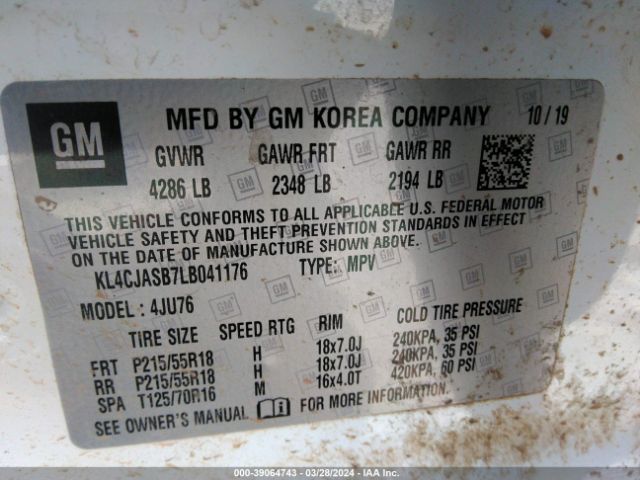 GM
MFD BY GM KOREA COMPANY 10/19
GVWR GAWR FRT GAWR RR
4286 LB 2348 LB 2194 LB
THIS VEHICLE CONFORMS TO ALL APPLICABLE U.S. FEDERAL MOTOR
VEHICLE SAFETY AND THEFT PREVENTION STANDARDS IN EFFECT
ON THE DATE OF MANUFACTURE SHOWN ABOVE.
KL4CJASB7LB041176 TYPE: MPV
MODEL : 4JU76
TIRE SIZE SPEED RTG RIM COLD TIRE PRESSURE
FRT P215/55R18 H 18x7.0J 240KPA, 35 PSI
RR P215/55R18 H 18x7.0J 240KPA, 35 PSI
SPA T125/70R16 M 16x4.0T 420KPA, 60 PSI
SEE OWNER'S MANUAL FOR MORE INFORMATION.
000-39064743 — 03/28/2024 — IAA Inc.